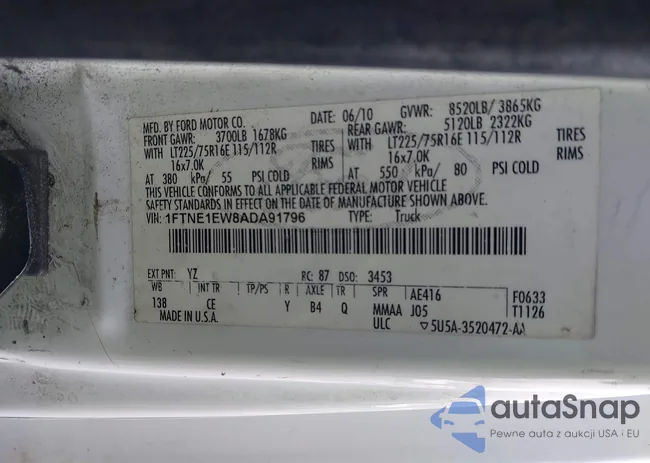 MFD. BY FORD MOTOR CO. DATE: 06/10 GVWR: 8520LB/ 3865KG
FRONT GAWR: 3700LB 1678KG REAR GAWR: 5120LB 2322KG
WITH LT225/75R16E 115/112R TIRES WITH LT225/75R16E 115/112R TIRES
16x7.0K RIMS 16x7.0K RIMS
AT 380 kPa/ 55 PSI COLD AT 550 kPa/ 80 PSI COLD
THIS VEHICLE CONFORMS TO ALL APPLICABLE FEDERAL MOTOR VEHICLE
SAFETY STANDARDS IN EFFECT ON THE DATE OF MANUFACTURE SHOWN ABOVE.
VIN: 1FTNE1EW8ADA91796 TYPE: Truck
EXT PNT: YZ RC: 87 DSO: 3453
WB INT TR TP/PS R AXLE TR SPR AE416 F0633
138 CE Y B4 Q MMAA J05 T1126
MADE IN U.S.A. ULC ▽5U5A-3520472-AA
autaSnap
Pewne auta z aukcji USA i EU